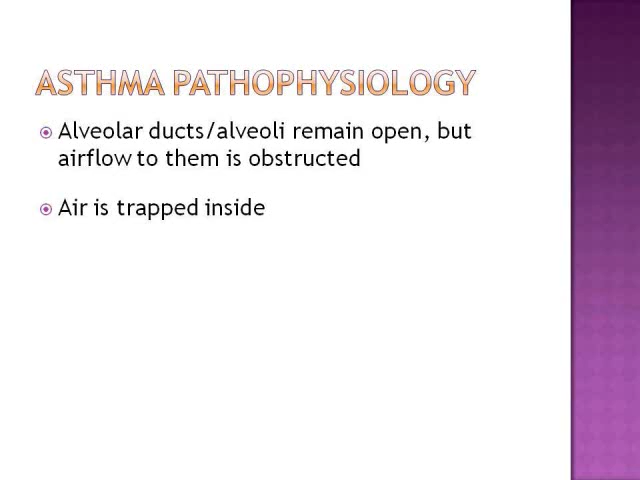 ASTHMA PATHOPHYSIOLOGY
Alveolar ducts/alveoli remain open, but
airflow to them is obstructed
Air is trapped inside